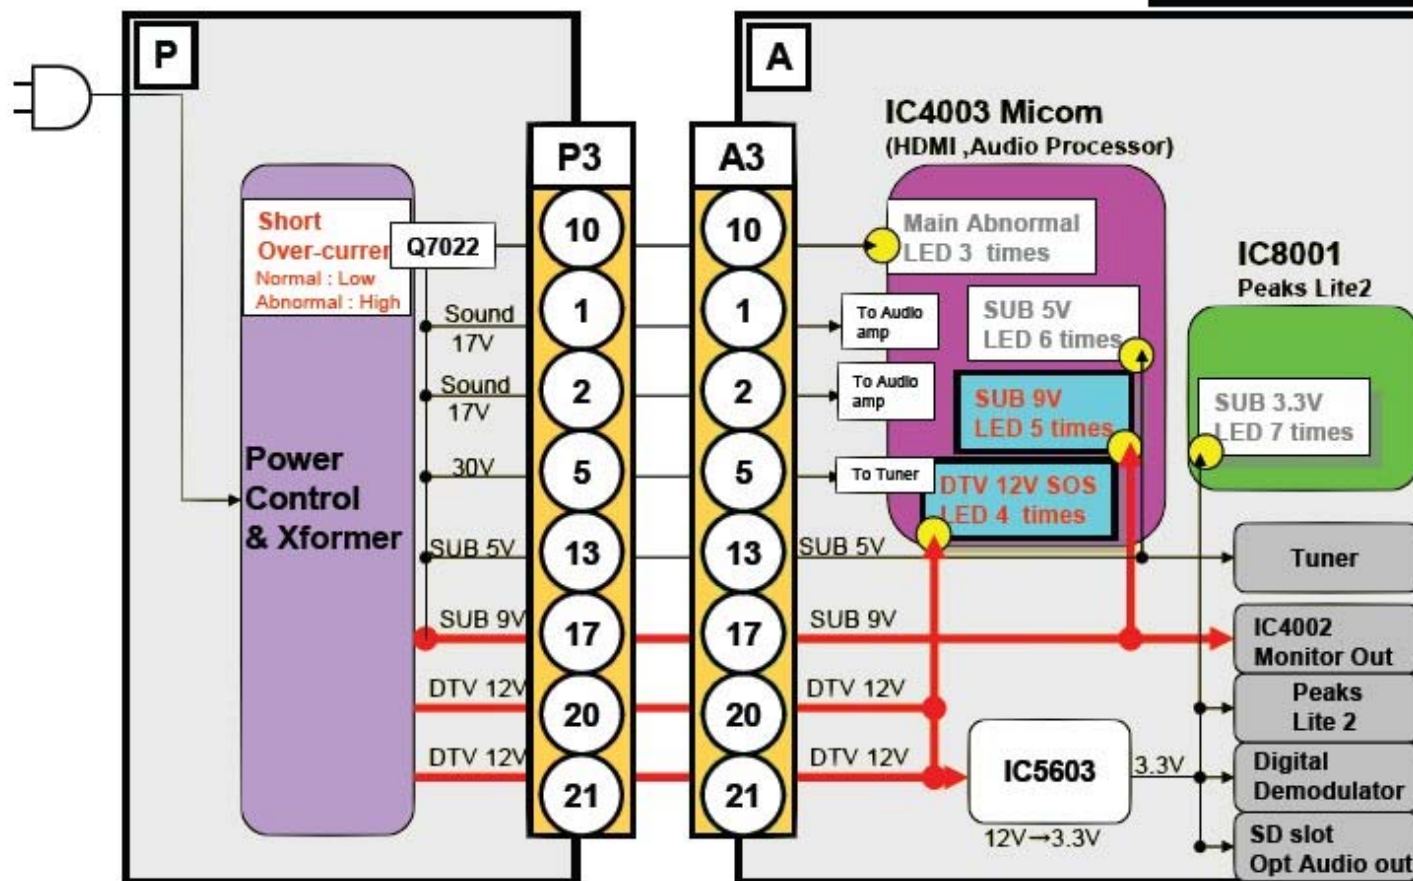 P
A
IC4003 Micom
(HDMI ,Audio Processor)
P3
A3
Short
Over-curren
Normal : Low
Abnormal : High
Q7022
10
10
Main Abnormal
LED 3 times
IC8001
Peaks Lite2
Sound
17V
1
1
To Audio
amp
SUB 5V
LED 6 times
Sound
17V
2
2
To Audio
amp
SUB 9V
LED 5 times
SUB 3.3V
LED 7 times
Power
Control
& Xformer
30V
5
5
To Tuner
DTV 12V SOS
LED 4 times
SUB 5V
13
13
SUB 5V
Tuner
SUB 9V
17
17
SUB 9V
IC4002
Monitor Out
DTV 12V
20
20
DTV 12V
Peaks
Lite 2
DTV 12V
21
21
DTV 12V
IC5603
3.3V
12V→3.3V
Digital
Demodulator
SD slot
Opt Audio out